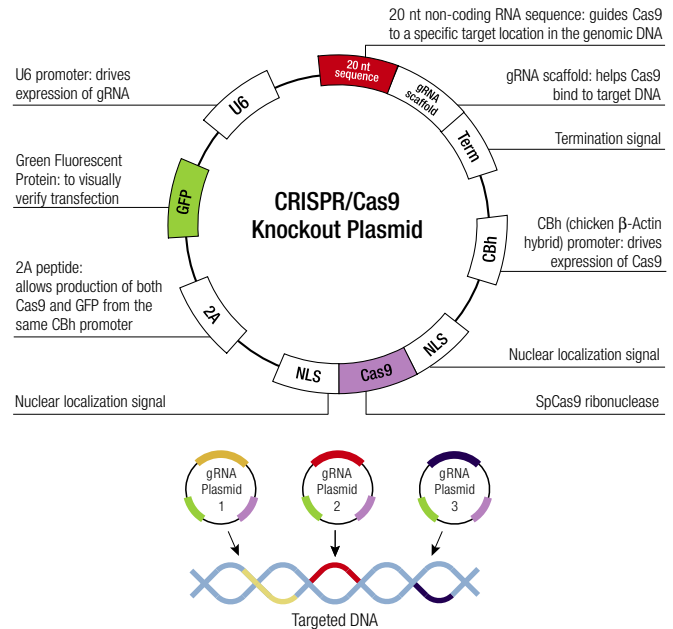 20 nt non-coding RNA sequence: guides Cas9
to a specific target location in the genomic DNA
U6 promoter: drives
expression of gRNA
gRNA scaffold: helps Cas9
bind to target DNA
Termination signal
Green Fluorescent
Protein: to visually
verify transfection
CBh (chicken β-Actin
hybrid) promoter: drives
expression of Cas9
2A peptide:
allows production of both
Cas9 and GFP from the
same CBh promoter
Nuclear localization signal
Nuclear localization signal
SpCas9 ribonuclease
20 nt
sequence
gRNA
scaffold
Term
CBh
NLS
Cas9
NLS
2A
GFP
U6
CRISPR/Cas9
Knockout Plasmid
gRNA
Plasmid
1
gRNA
Plasmid
2
gRNA
Plasmid
3
Targeted DNA